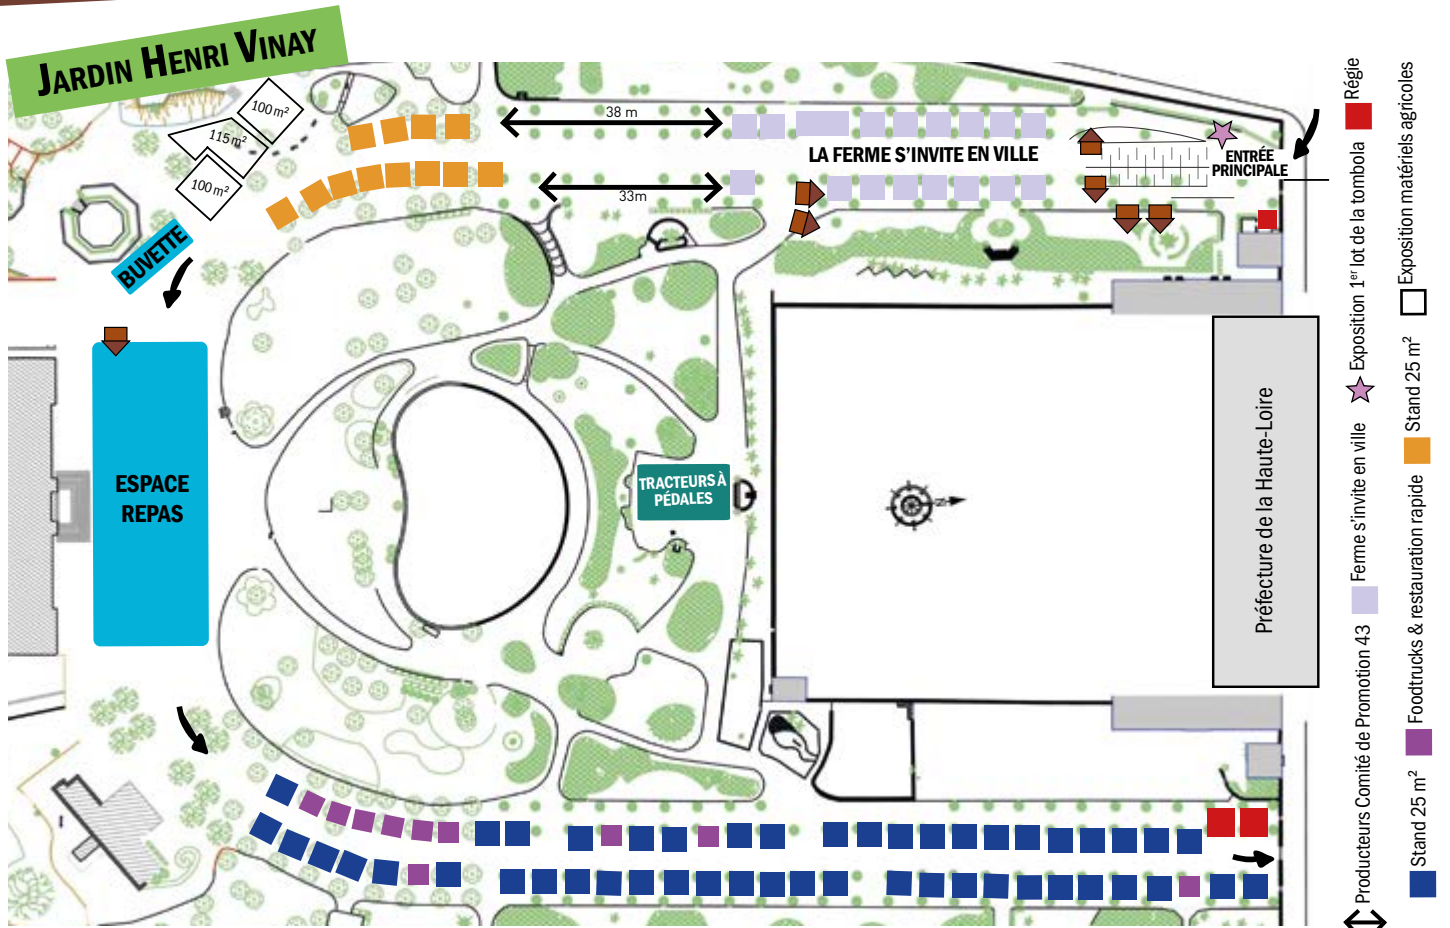 JARDIN HENRI VINAY
100 m²
115 m²
100 m²
38 m
33m
LA FERME S’INVITE EN VILLE
ENTRÉE
PRINCIPALE
BUVETTE
ESPACE
REPAS
TRACTEURS À
PÉDALES
N
Préfecture de la Haute-Loire
Producteurs Comité de Promotion 43
Ferme s’invite en ville
Exposition 1er lot de la tombola
Régie
Stand 25 m²
Foodtrucks & restauration rapide
Stand 25 m²
Exposition matériels agricoles